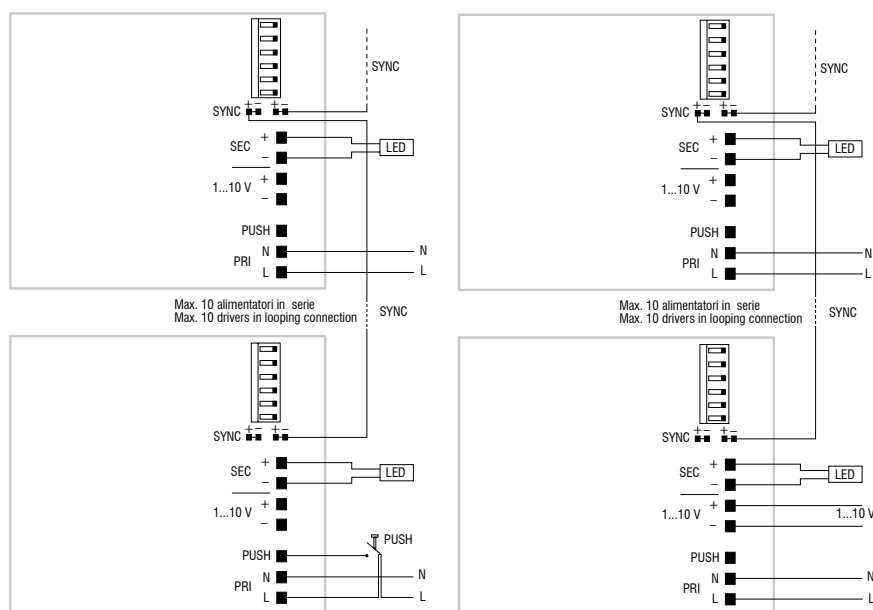 SYNC
+ − + −
SYNC
SEC + LED
−
1...10 V +
−
PUSH
PRI N N
L L
Max. 10 alimentatori in serie
Max. 10 drivers in looping connection
SYNC
+ − + −
SYNC
SEC + LED
−
1...10 V +
−
PUSH
PUSH
PRI N N
L L
SYNC
+ − + −
SYNC
SEC + LED
−
1...10 V +
−
PUSH
PRI N N
L L
Max. 10 alimentatori in serie
Max. 10 drivers in looping connection
SYNC
+ − + −
SYNC
SEC + LED
−
1...10 V + 1...10 V
−
PUSH
PRI N N
L L